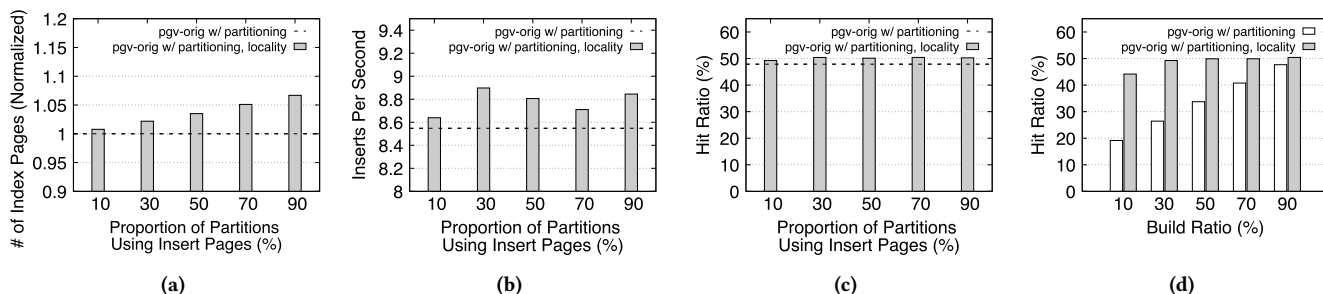 # of Index Pages (Normalized)
1.2
1.15
1.1
1.05
1
0.95
0.9
pgv-orig w/ partitioning
pgv-orig w/ partitioning, locality
10 30 50 70 90
Proportion of Partitions
Using Insert Pages (%)
(a)
Inserts Per Second
9.4
9.2
9
8.8
8.6
8.4
8.2
8
pgv-orig w/ partitioning
pgv-orig w/ partitioning, locality
10 30 50 70 90
Proportion of Partitions
Using Insert Pages (%)
(b)
Hit Ratio (%)
60
50
40
30
20
10
0
pgv-orig w/ partitioning
pgv-orig w/ partitioning, locality
10 30 50 70 90
Proportion of Partitions
Using Insert Pages (%)
(c)
Hit Ratio (%)
60
50
40
30
20
10
0
pgv-orig w/ partitioning
pgv-orig w/ partitioning, locality
10 30 50 70 90
Build Ratio (%)
(d)